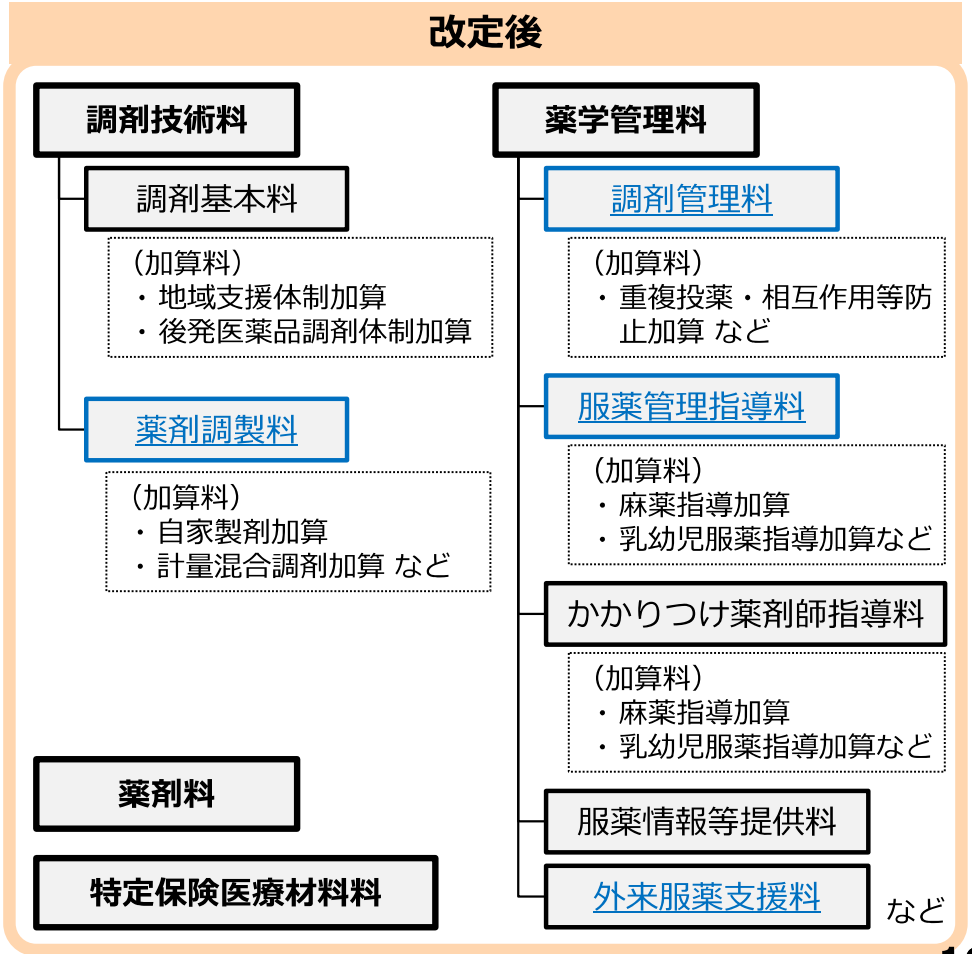 改定後
調剤技術料
調剤基本料
（加算料）
・ 地域支援体制加算
・ 後発医薬品調剤体制加算
薬剤調製料
（加算料）
・ 自家製剤加算
・ 計量混合調剤加算 など
薬剤料
特定保険医療材料料
薬学管理料
調剤管理料
（加算料）
・ 重複投薬・相互作用等防
止加算 など
服薬管理指導料
（加算料）
・ 麻薬指導加算
・ 乳幼児服薬指導加算など
かかりつけ薬剤師指導料
（加算料）
・ 麻薬指導加算
・ 乳幼児服薬指導加算など
服薬情報等提供料
外来服薬支援料
など